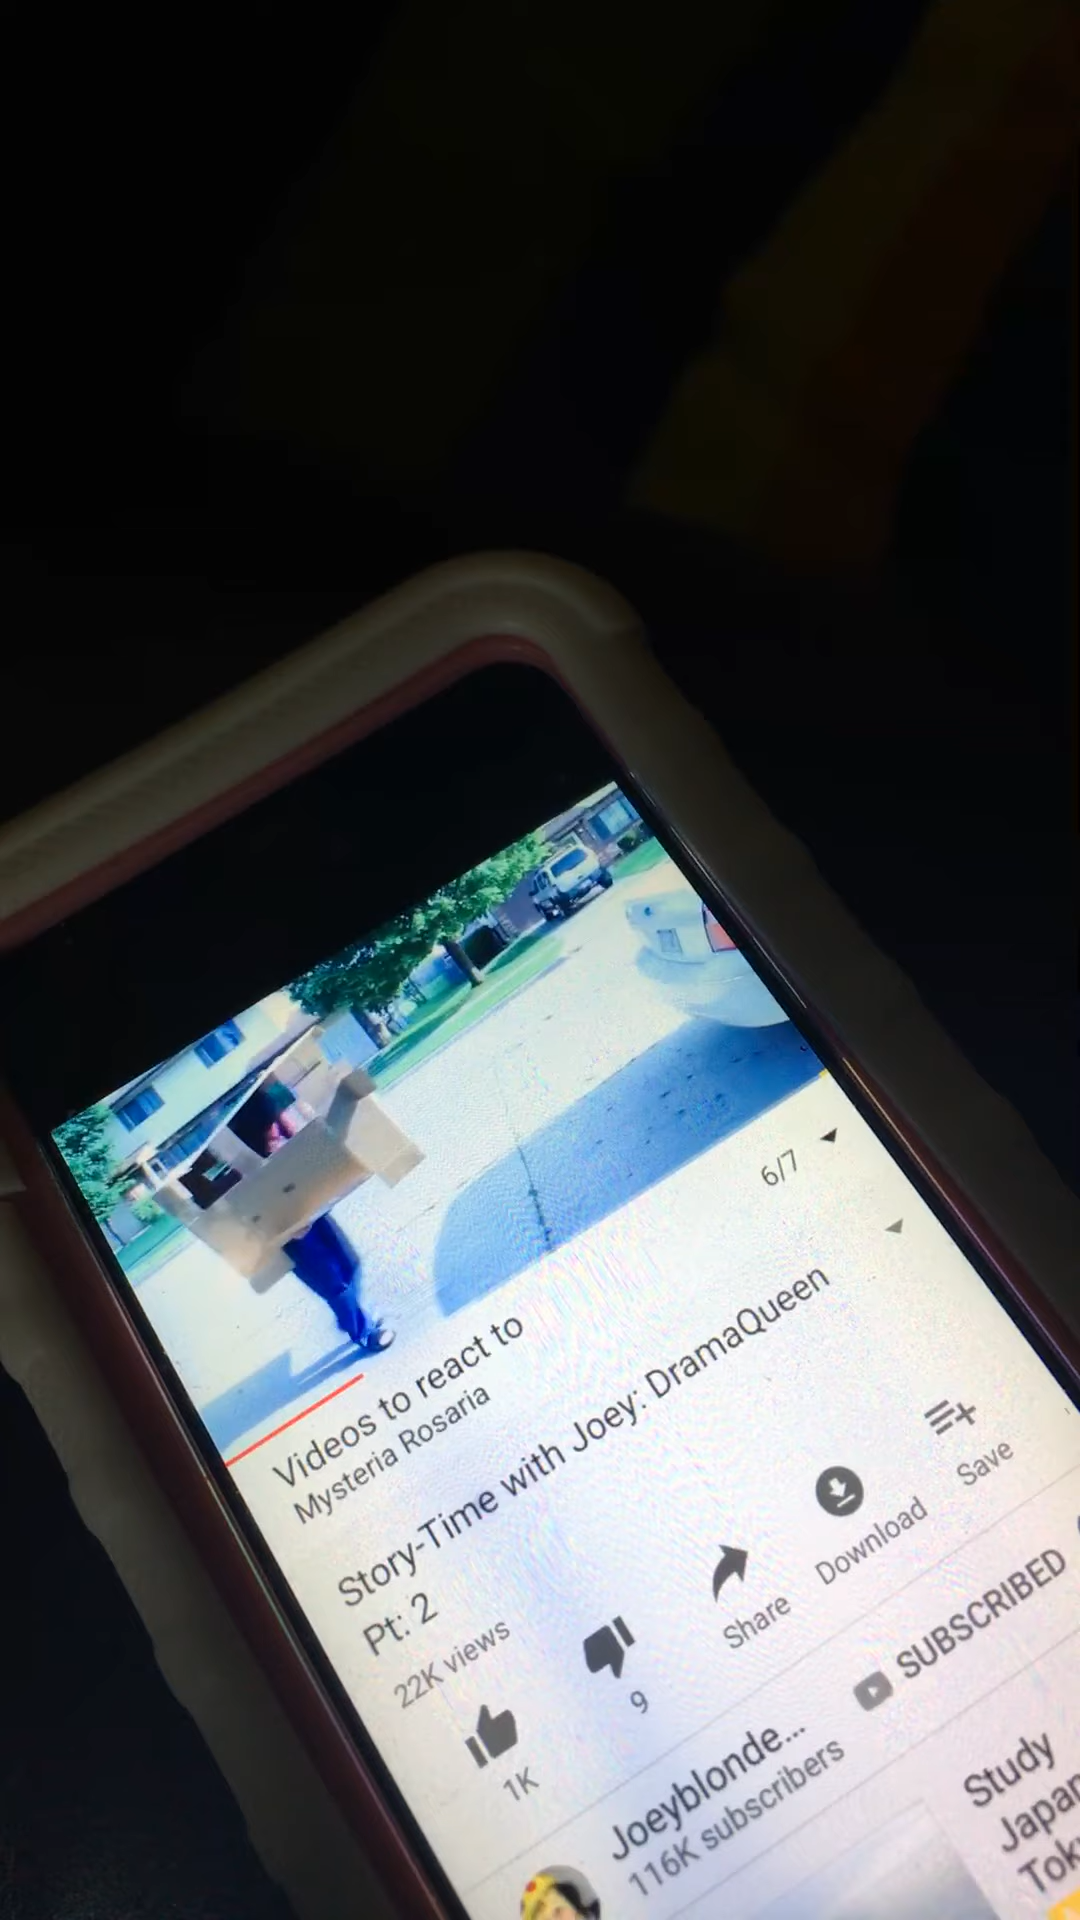 6/7
Videos to react to
Mysteria Rosaria
Story-Time with Joey: DramaQueen
Pt: 2
22K views
1K
9
Share
Download
Save
Joeyblonde...
116K subscribers
SUBSCRIBED
Study